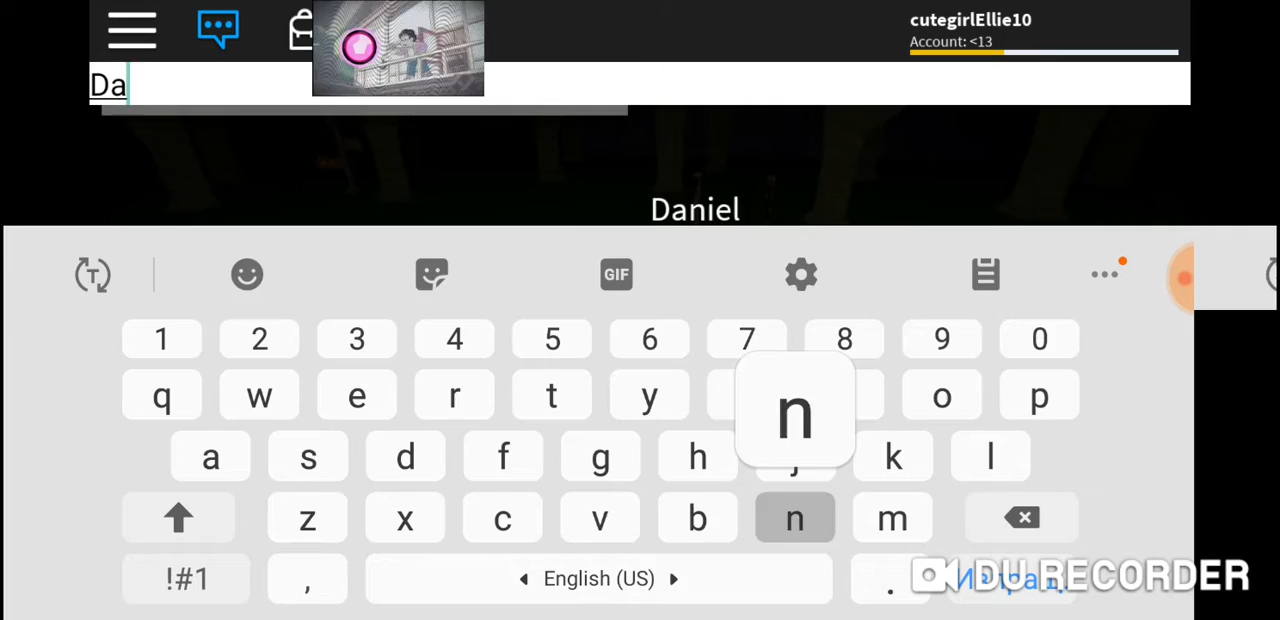 cutegirlEllie10
Account: <13
Da
Daniel
T
GIF
1 2 3 4 5 6 7 8 9 0
q w e r t y o p
n
a s d f g h j k l
z x c v b n m
!#1 , English (US) .
Изпращ.
DU RECORDER